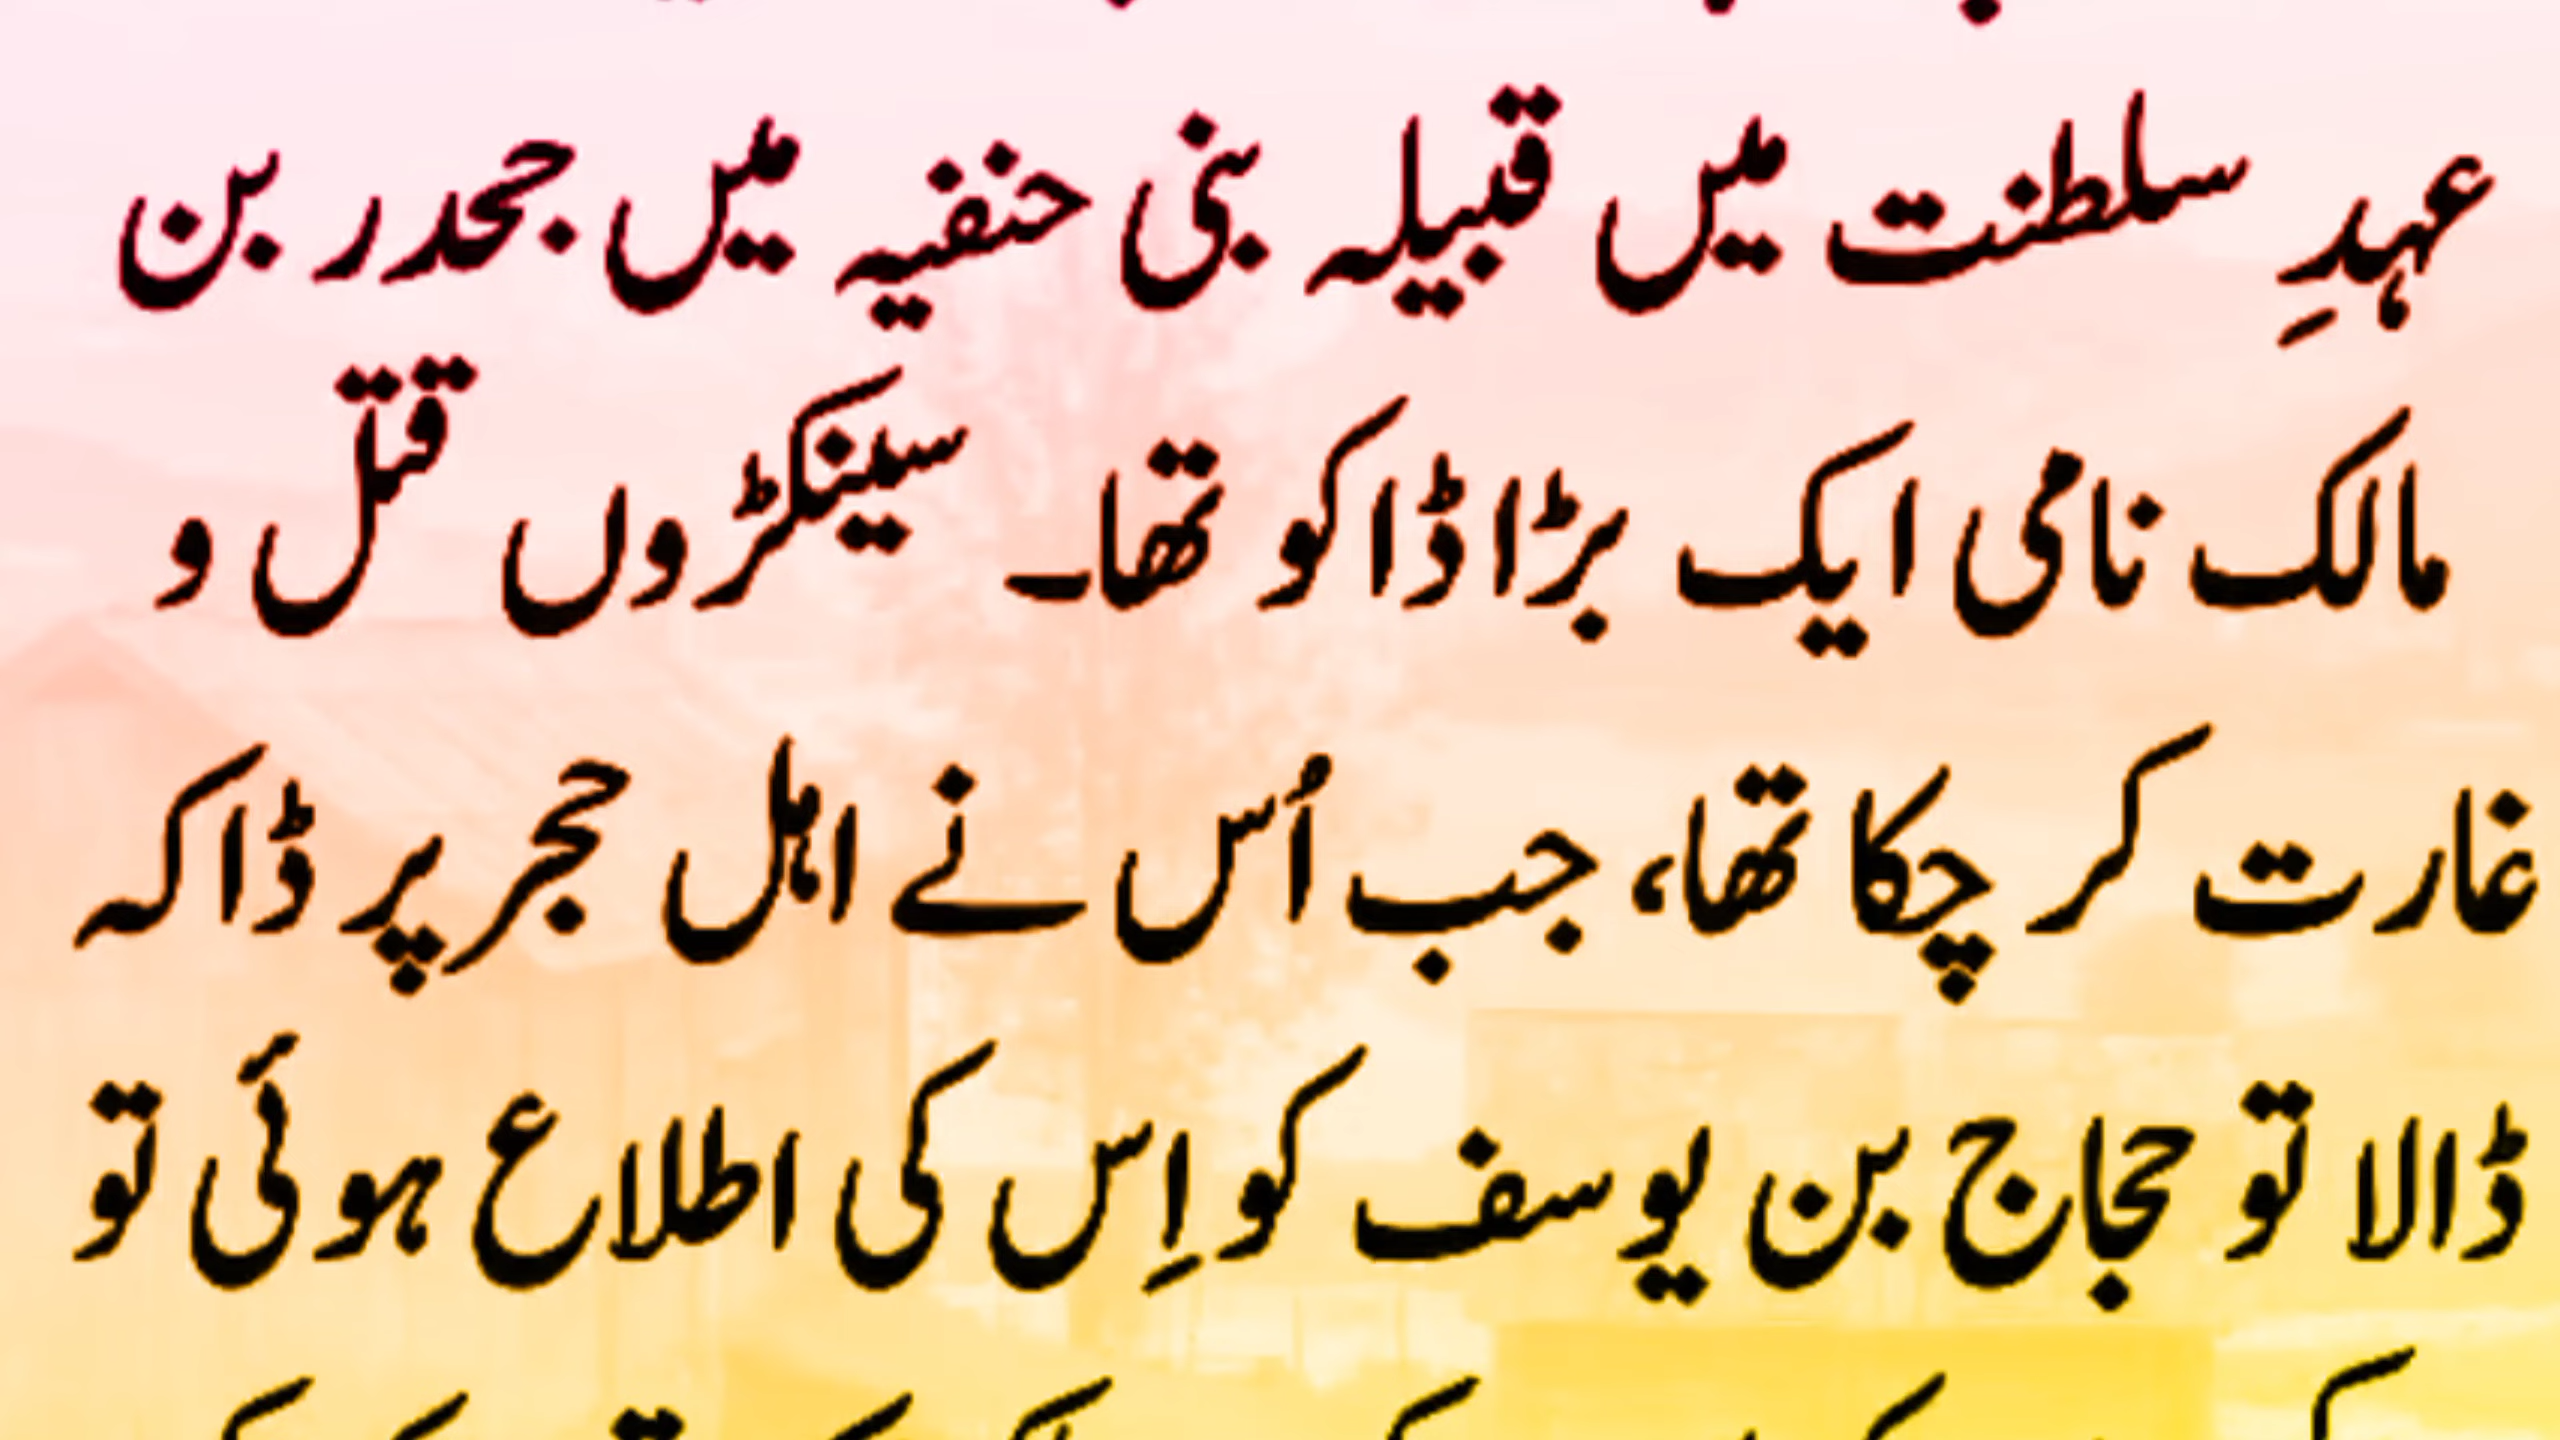 عہدِ سلطنت میں قبیلہ بنی حنفیہ میں جحدر بن
مالک نامی ایک بڑا ڈاکو تھا۔ سینکڑوں قتل و
غارت کر چکا تھا، جب اُس نے اہل حجر پر ڈاکہ
ڈالا تو حجاج بن یوسف کو اِس کی اطلاع ہوئی تو